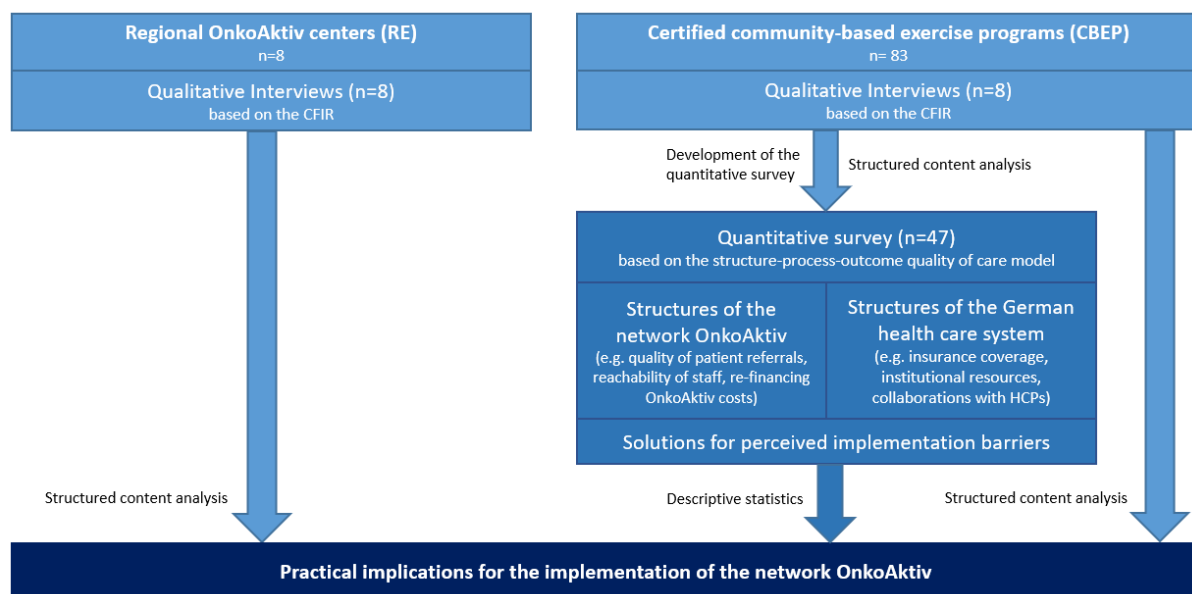 Regional OnkoAktiv centers (RE)
n=8
Qualitative Interviews (n=8)
based on the CFIR
Certified community-based exercise programs (CBEP)
n= 83
Qualitative Interviews (n=8)
based on the CFIR
Development of the
quantitative survey
Structured content analysis
Quantitative survey (n=47)
based on the structure-process-outcome quality of care model
Structures of the
network OnkoAktiv
(e.g. quality of patient referrals,
reachability of staff, re-financing
OnkoAktiv costs)
Structures of the German
health care system
(e.g. insurance coverage,
institutional resources,
collaborations with HCPs)
Solutions for perceived implementation barriers
Structured content analysis
Descriptive statistics
Structured content analysis
Practical implications for the implementation of the network OnkoAktiv